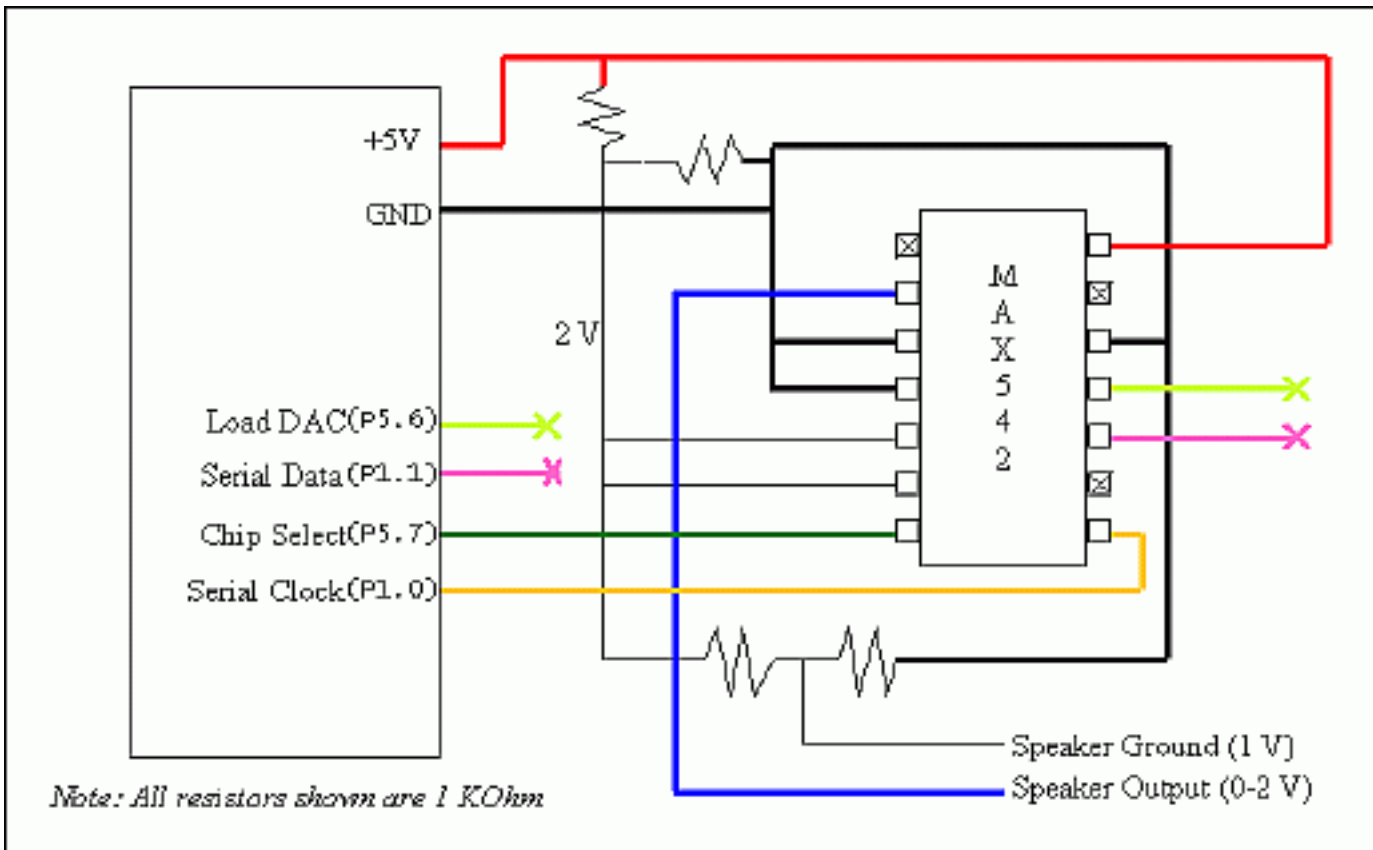 +5V
GND
2 V
Load DAC(P5.6)
Serial Data(P1.1)
Chip Select(P5.7)
Serial Clock(P1.0)
M
A
X
5
4
2
Speaker Ground (1 V)
Speaker Output (0-2 V)
Note: All resistors shown are 1 KOhm